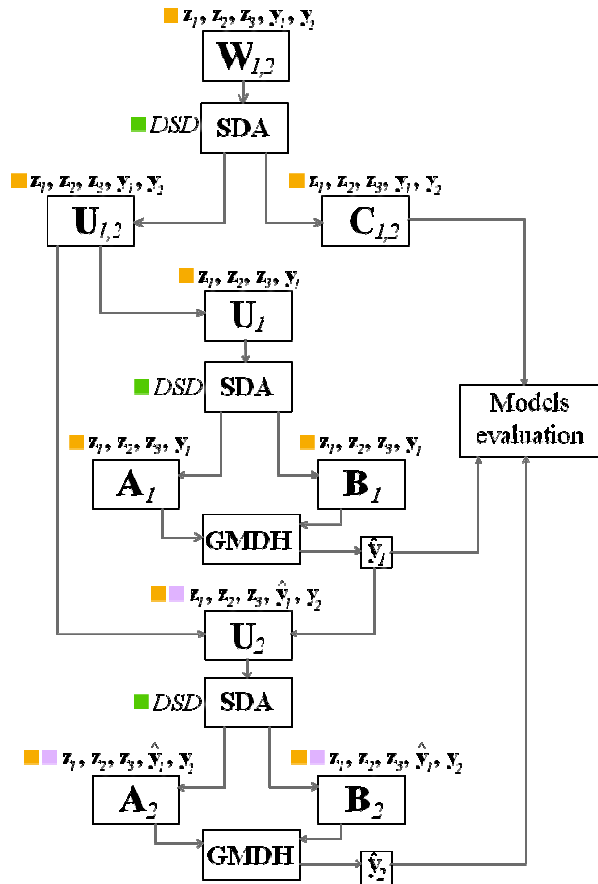 z1, z2, z3, y1, y2
W1,2
DSD SDA
z1, z2, z3, y1, y2
z1, z2, z3, y1, y2
U1,2
C1,2
z1, z2, z3, y1
U1
DSD SDA
Models
evaluation
z1, z2, z3, y1
z1, z2, z3, y1
A1
B1
GMDH
ŷ1
z1, z2, z3, ŷ1, y2
U2
DSD SDA
z1, z2, z3, ŷ1, y2
z1, z2, z3, ŷ1, y2
A2
B2
GMDH
ŷ2